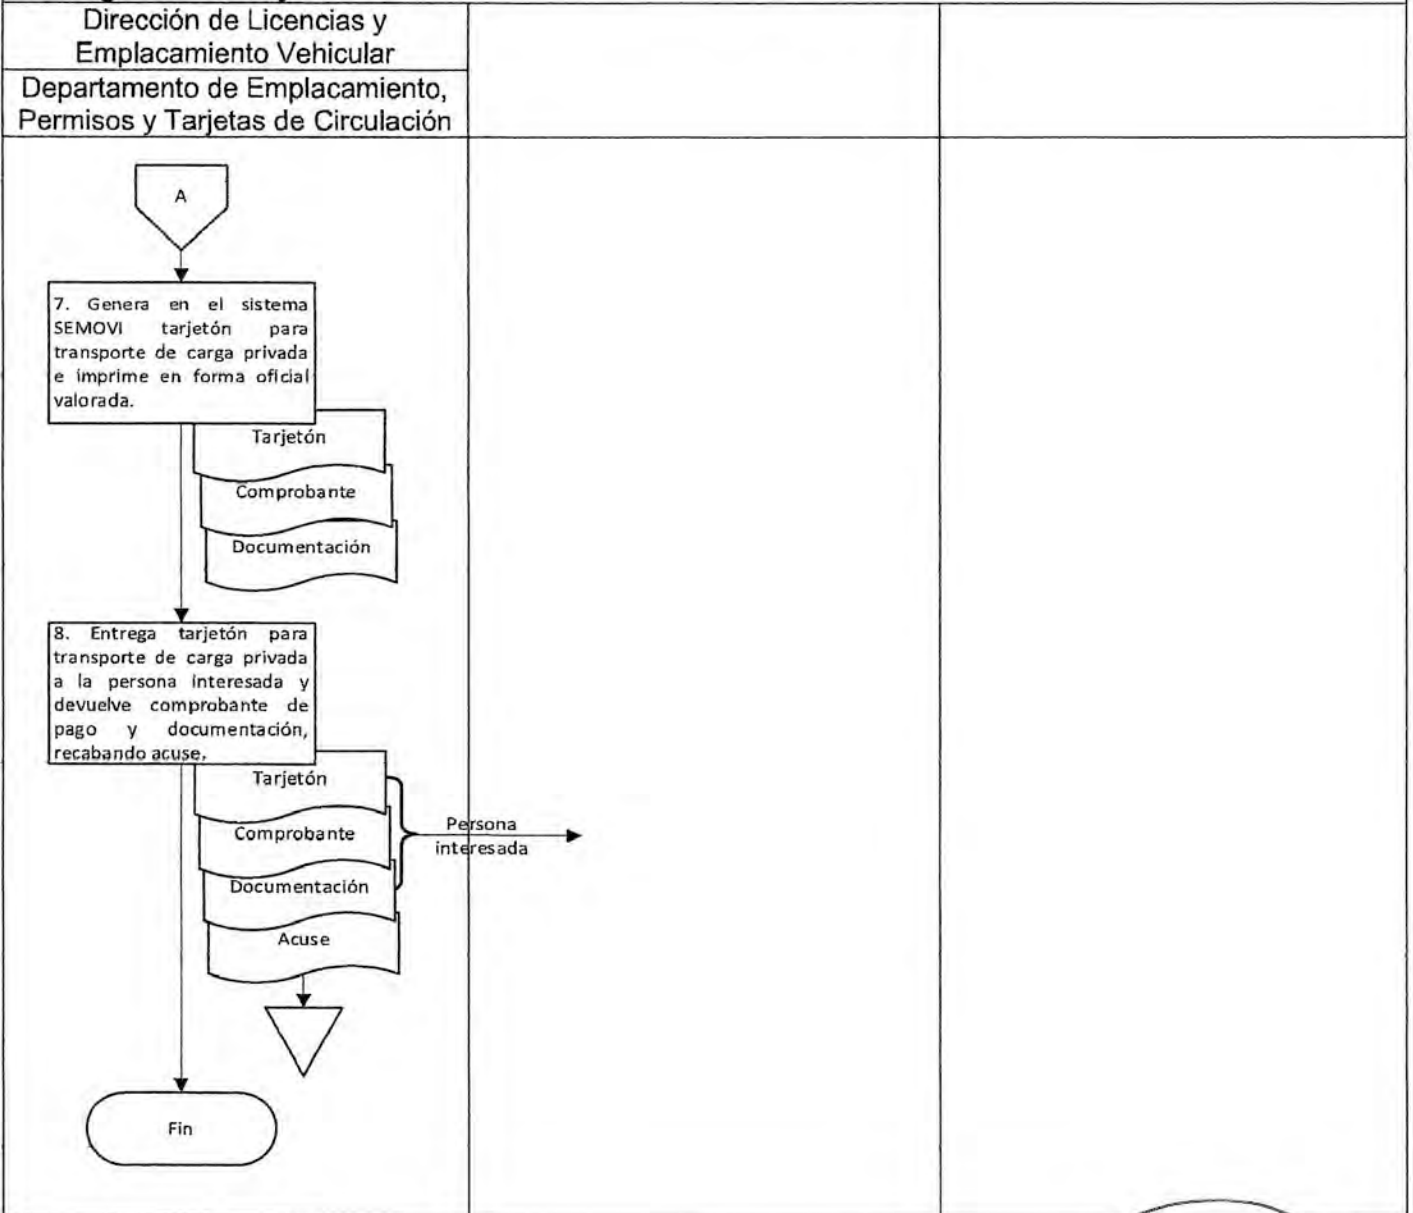 Dirección de Licencias y
Emplacamiento Vehicular
Departamento de Emplacamiento,
Permisos y Tarjetas de Circulación
A
7. Genera en el sistema
SEMOVI tarjetón para
transporte de carga privada
e imprime en forma oficial
valorada.
Tarjetón
Comprobante
Documentación
8. Entrega tarjetón para
transporte de carga privada
a la persona interesada y
devuelve comprobante de
pago y documentación,
recabando acuse.
Tarjetón
Comprobante
Documentación
Acuse
Persona
interesada
Fin